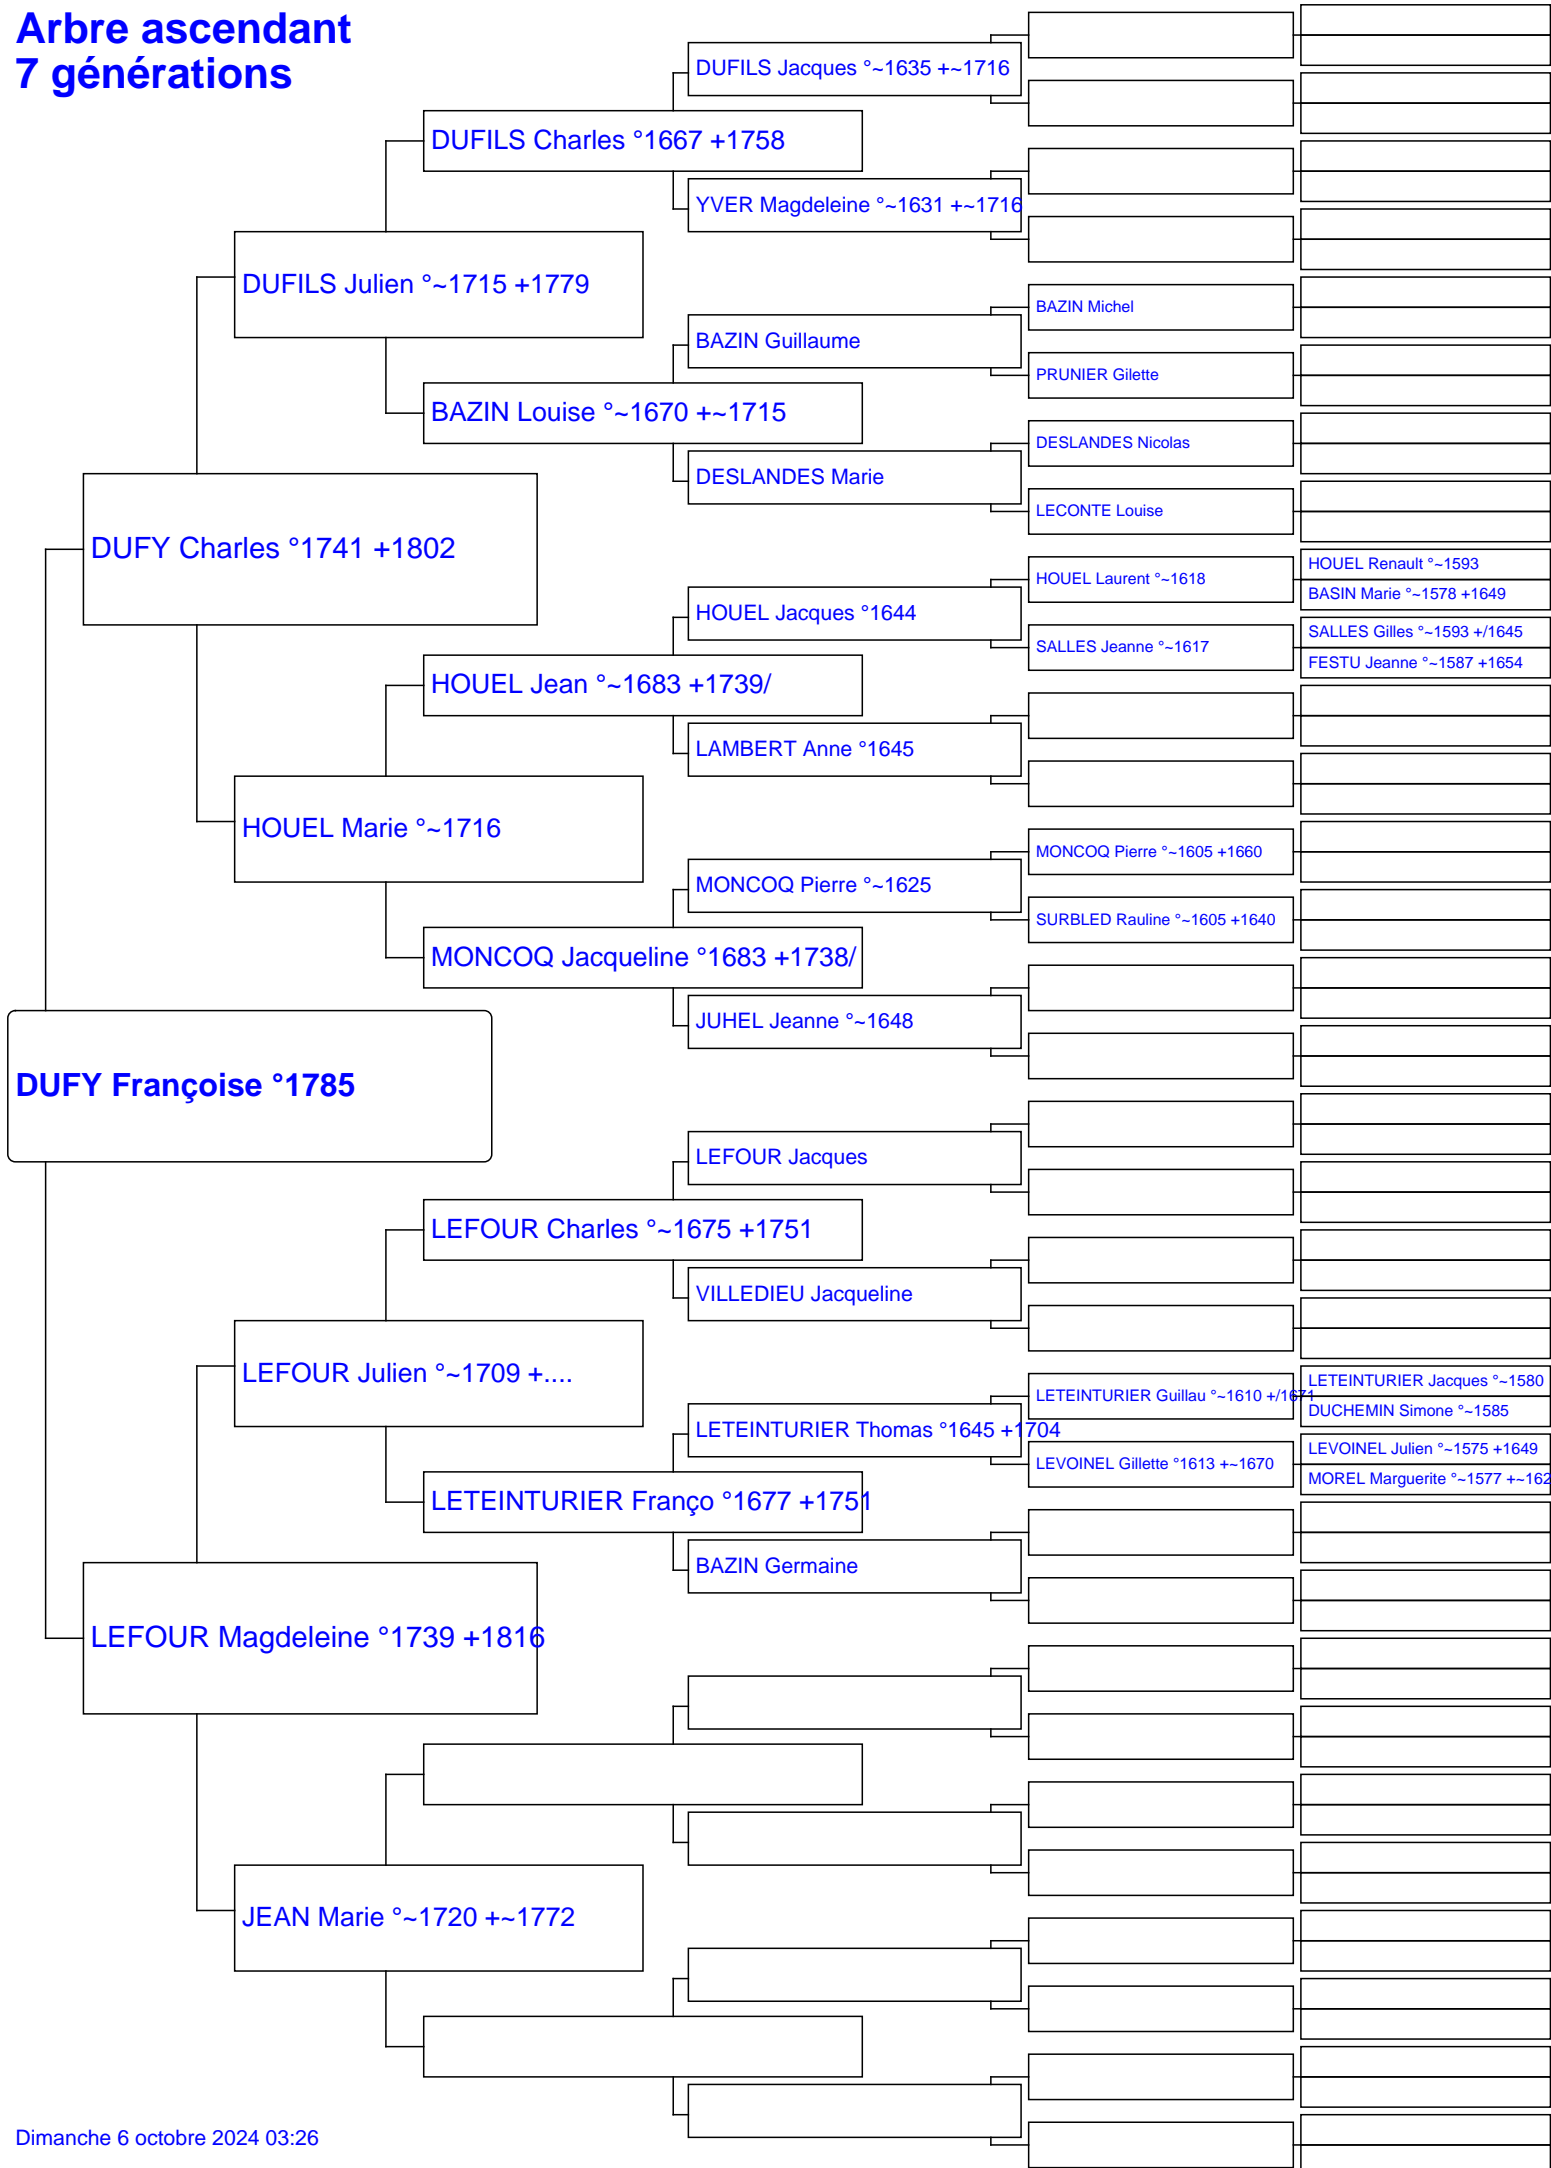 Arbre ascendant
7 générations
DUFILS Jacques °~1635 +~1716
DUFILS Charles °1667 +1758
YVER Magdeleine °~1631 +~1716
DUFILS Julien °~1715 +1779
BAZIN Michel
BAZIN Guillaume
PRUNIER Gilette
BAZIN Louise °~1670 +~1715
DESLANDES Nicolas
DESLANDES Marie
LECONTE Louise
DUFY Charles °1741 +1802
HOUEL Renault °~1593
HOUEL Laurent °~1618
BASIN Marie °~1578 +1649
HOUEL Jacques °1644
SALLES Gilles °~1593 +/1645
SALLES Jeanne °~1617
FESTU Jeanne °~1587 +1654
HOUEL Jean °~1683 +1739/
LAMBERT Anne °1645
HOUEL Marie °~1716
MONCOQ Pierre °~1605 +1660
MONCOQ Pierre °~1625
SURBLED Rauline °~1605 +1640
MONCOQ Jacqueline °1683 +1738/
JUHEL Jeanne °~1648
DUFY Françoise °1785
LEFOUR Jacques
LEFOUR Charles °~1675 +1751
VILLEDIEU Jacqueline
LEFOUR Julien °~1709 +....
LETEINTURIER Jacques °~1580
LETEINTURIER Guillau °~1610 +/1671
DUCHEMIN Simone °~1585
LETEINTURIER Thomas °1645 +1704
LEVOINEL Julien °~1575 +1649
LEVOINEL Gillette °1613 +~1670
MOREL Marguerite °~1577 +~162
LETEINTURIER Franço °1677 +1751
BAZIN Germaine
LEFOUR Magdeleine °1739 +1816
JEAN Marie °~1720 +~1772
Dimanche 6 octobre 2024 03:26